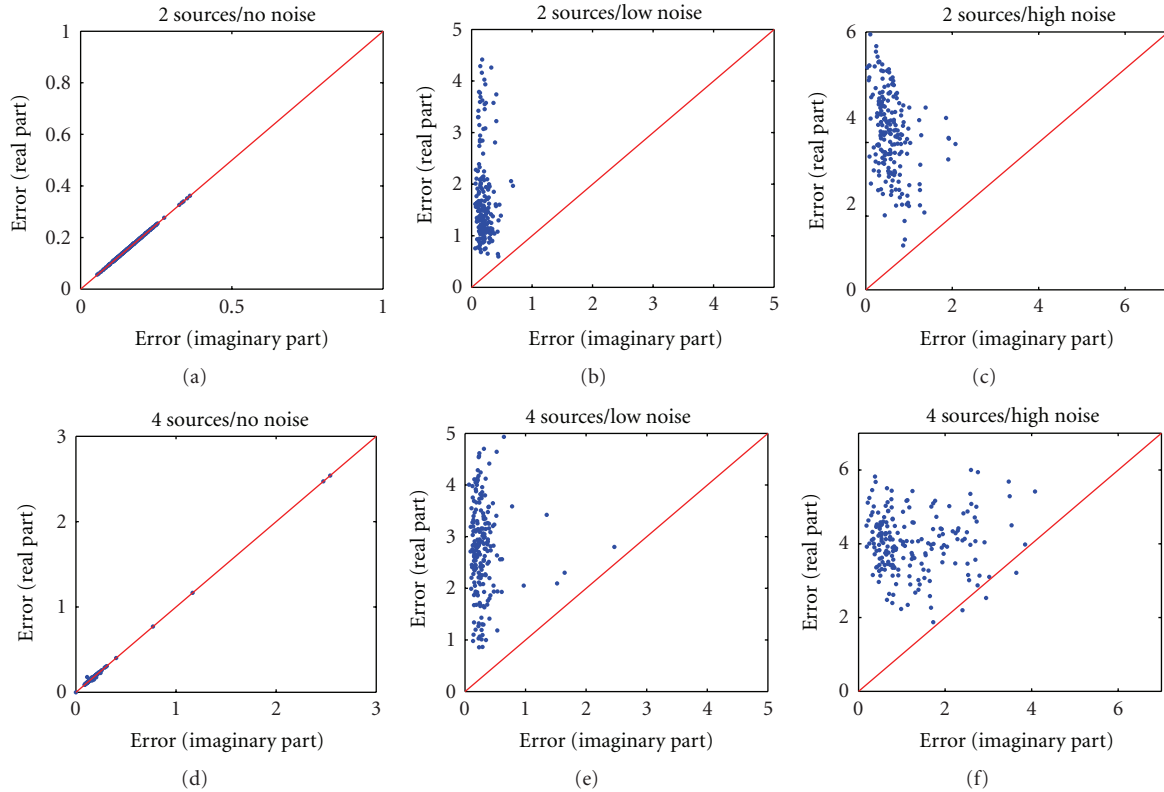 2 sources/no noise
1
0.8
0.6
0.4
0.2
0
0
0.5
1
Error (real part)
Error (imaginary part)
(a)
2 sources/low noise
5
4
3
2
1
0
0
1
2
3
4
5
Error (real part)
Error (imaginary part)
(b)
2 sources/high noise
6
4
2
0
0
2
4
6
Error (real part)
Error (imaginary part)
(c)
4 sources/no noise
3
2
1
0
0
1
2
3
Error (real part)
Error (imaginary part)
(d)
4 sources/low noise
5
4
3
2
1
0
0
1
2
3
4
5
Error (real part)
Error (imaginary part)
(e)
4 sources/high noise
6
4
2
0
0
2
4
6
Error (real part)
Error (imaginary part)
(f)